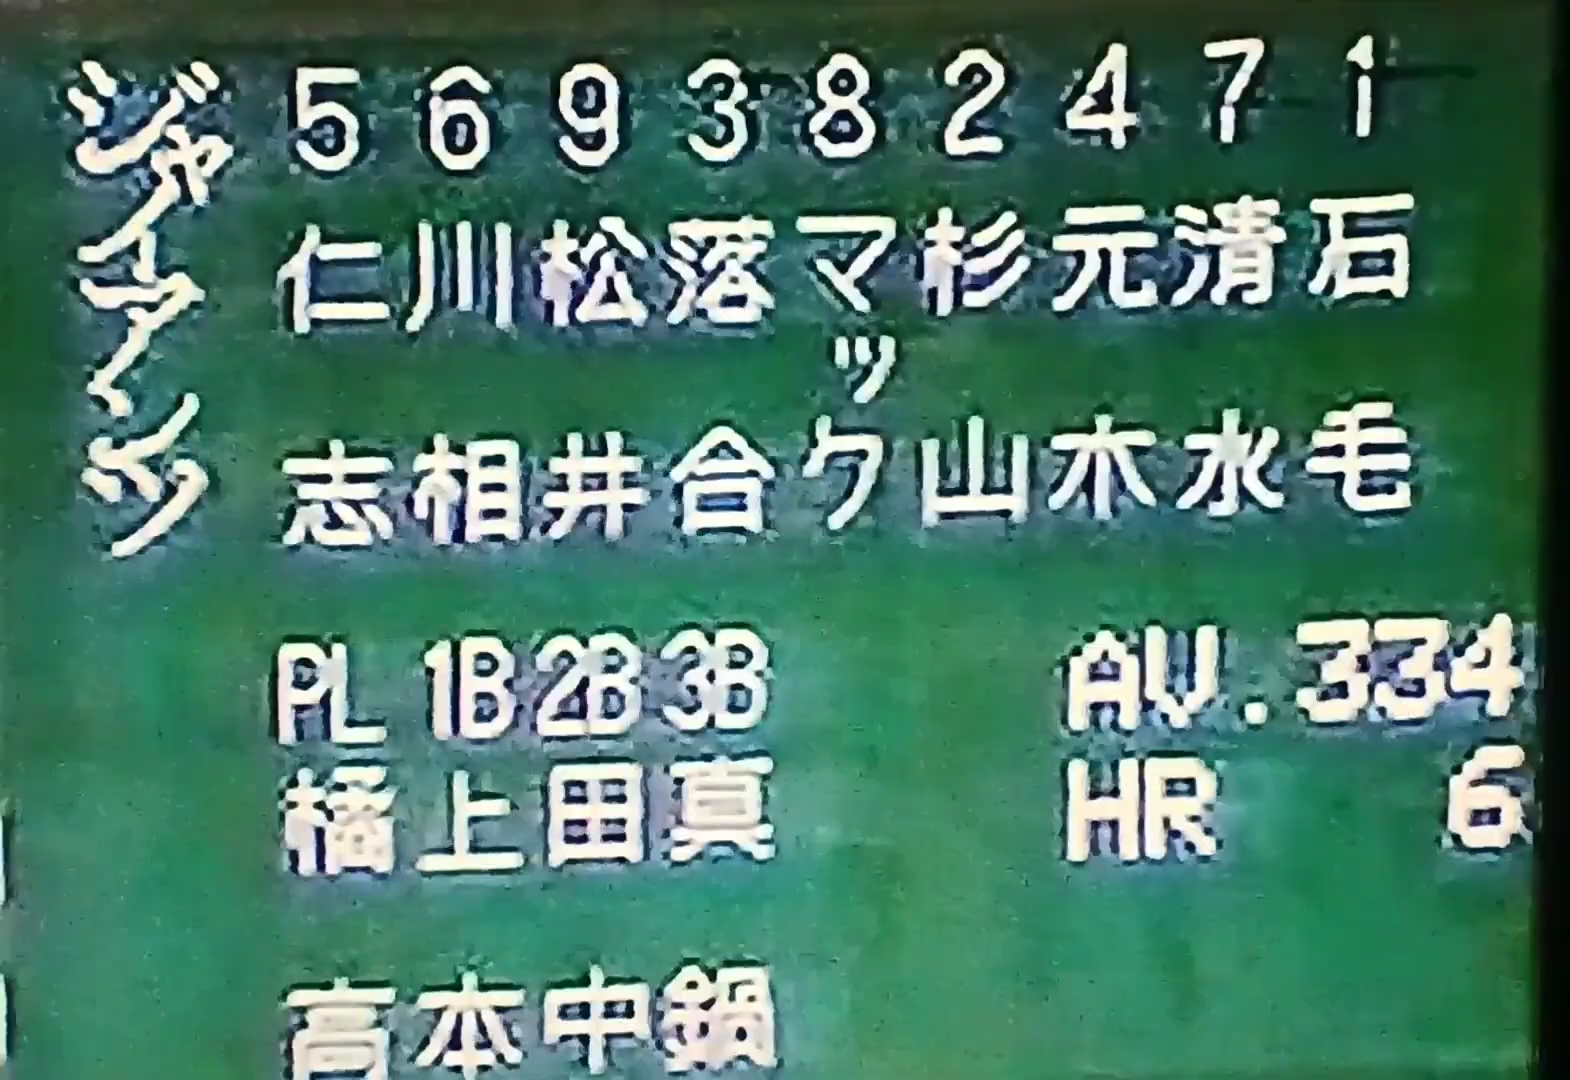 ジャイアンツ
5 6 9 3 8 2 4 7 1
仁志
川相
松井
落合
マック
杉山
元木
清水
石毛
PL 1B 2B 3B
橘高
上本
田中
真鍋
AV .334
HR 6